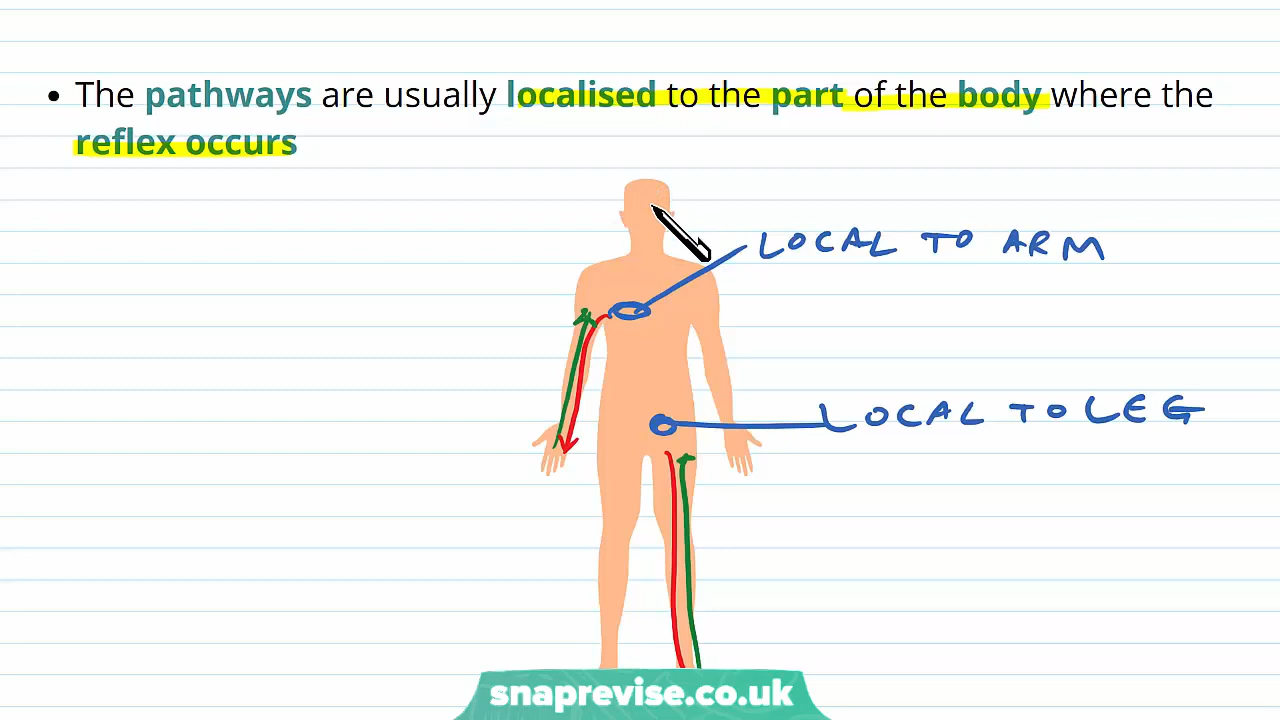 • The pathways are usually localised to the part of the body where the
reflex occurs
LOCAL TO ARM
LOCAL TO LEG
snaprevise.co.uk